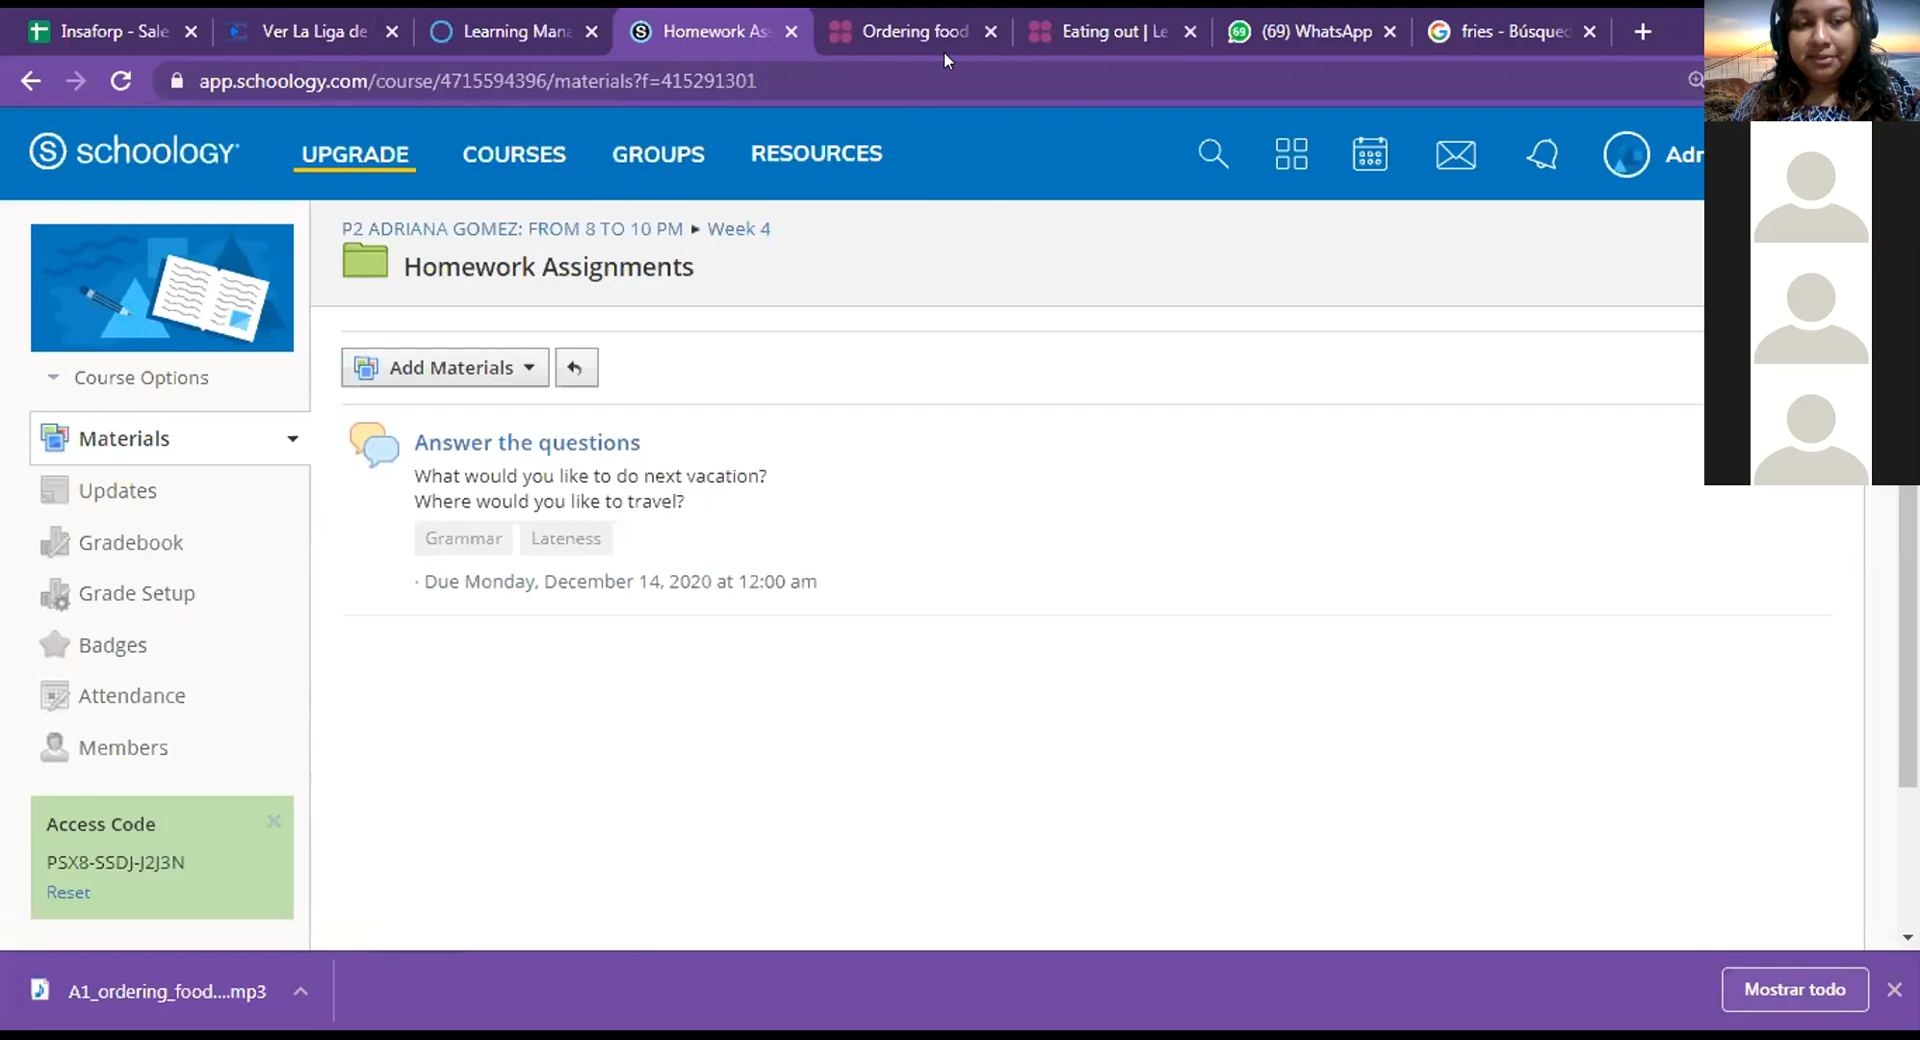 Insaforp - Sale
Ver La Liga de
Learning Mana
Homework As
Ordering food
Eating out | Le
69
(69) WhatsApp
fries - Búsqued
app.schoology.com/course/4715594396/materials?f=415291301
S schoology
UPGRADE
COURSES
GROUPS
RESOURCES
Adr
P2 ADRIANA GOMEZ: FROM 8 TO 10 PM ▸ Week 4
Homework Assignments
Course Options
Add Materials
Materials
Updates
Gradebook
Grade Setup
Badges
Attendance
Members
Answer the questions
What would you like to do next vacation?
Where would you like to travel?
Grammar
Lateness
· Due Monday, December 14, 2020 at 12:00 am
Access Code
PSX8-SSDJ-J2J3N
Reset
A1_ordering_food....mp3
Mostrar todo